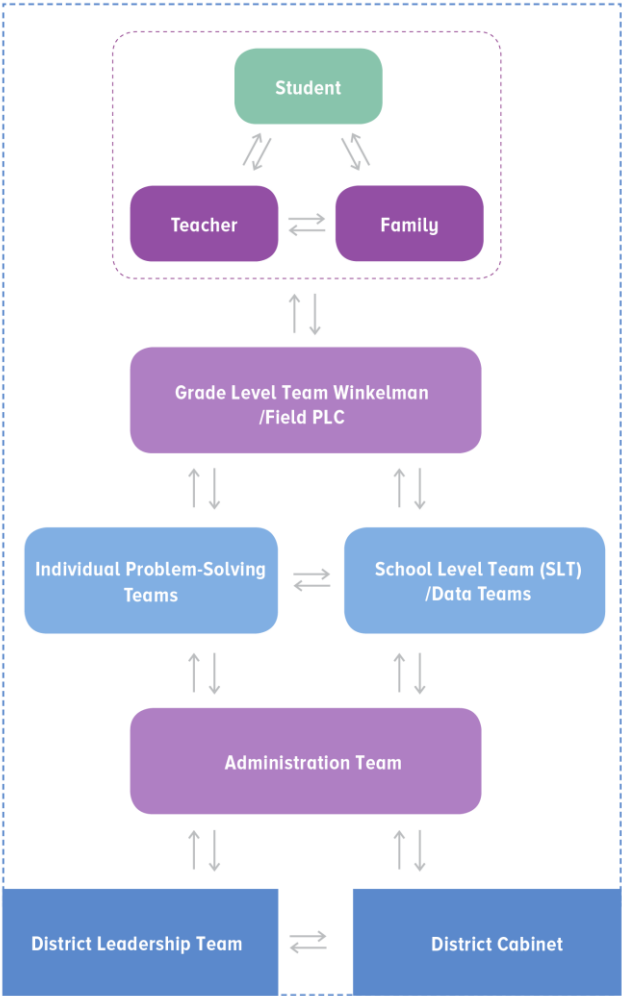 Student
Teacher
Family
Grade Level Team Winkelman
/Field PLC
Individual Problem-Solving
Teams
School Level Team (SLT)
/Data Teams
Administration Team
District Leadership Team
District Cabinet